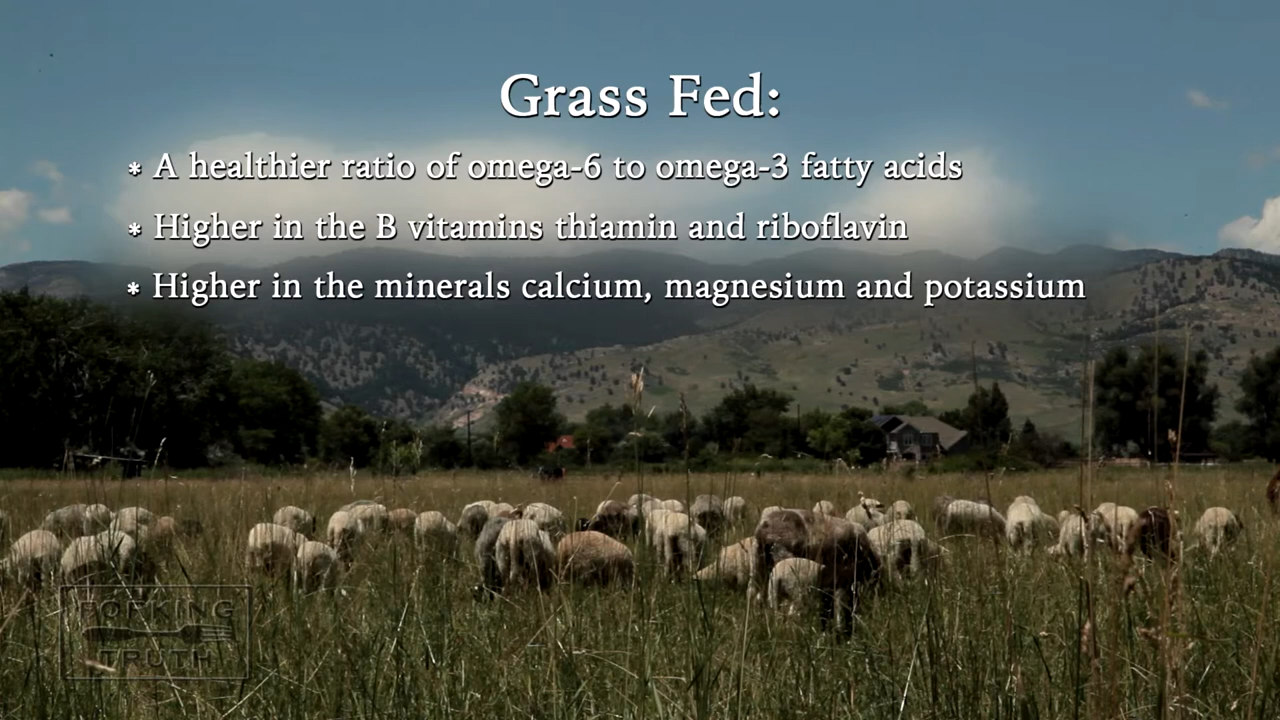 Grass Fed:
* A healthier ratio of omega-6 to omega-3 fatty acids
* Higher in the B vitamins thiamin and riboflavin
* Higher in the minerals calcium, magnesium and potassium
PORKING
TRUTH